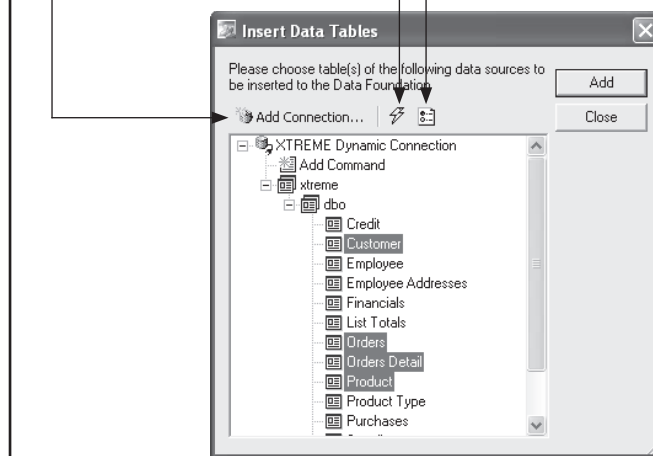 Insert Data Tables
Please choose table(s) of the following data sources to
be inserted to the Data Foundation
Add
Close
Add Connection...
XTREME Dynamic Connection
Add Command
xtreme
dbo
Credit
Customer
Employee
Employee Addresses
Financials
List Totals
Orders
Orders Detail
Product
Product Type
Purchases